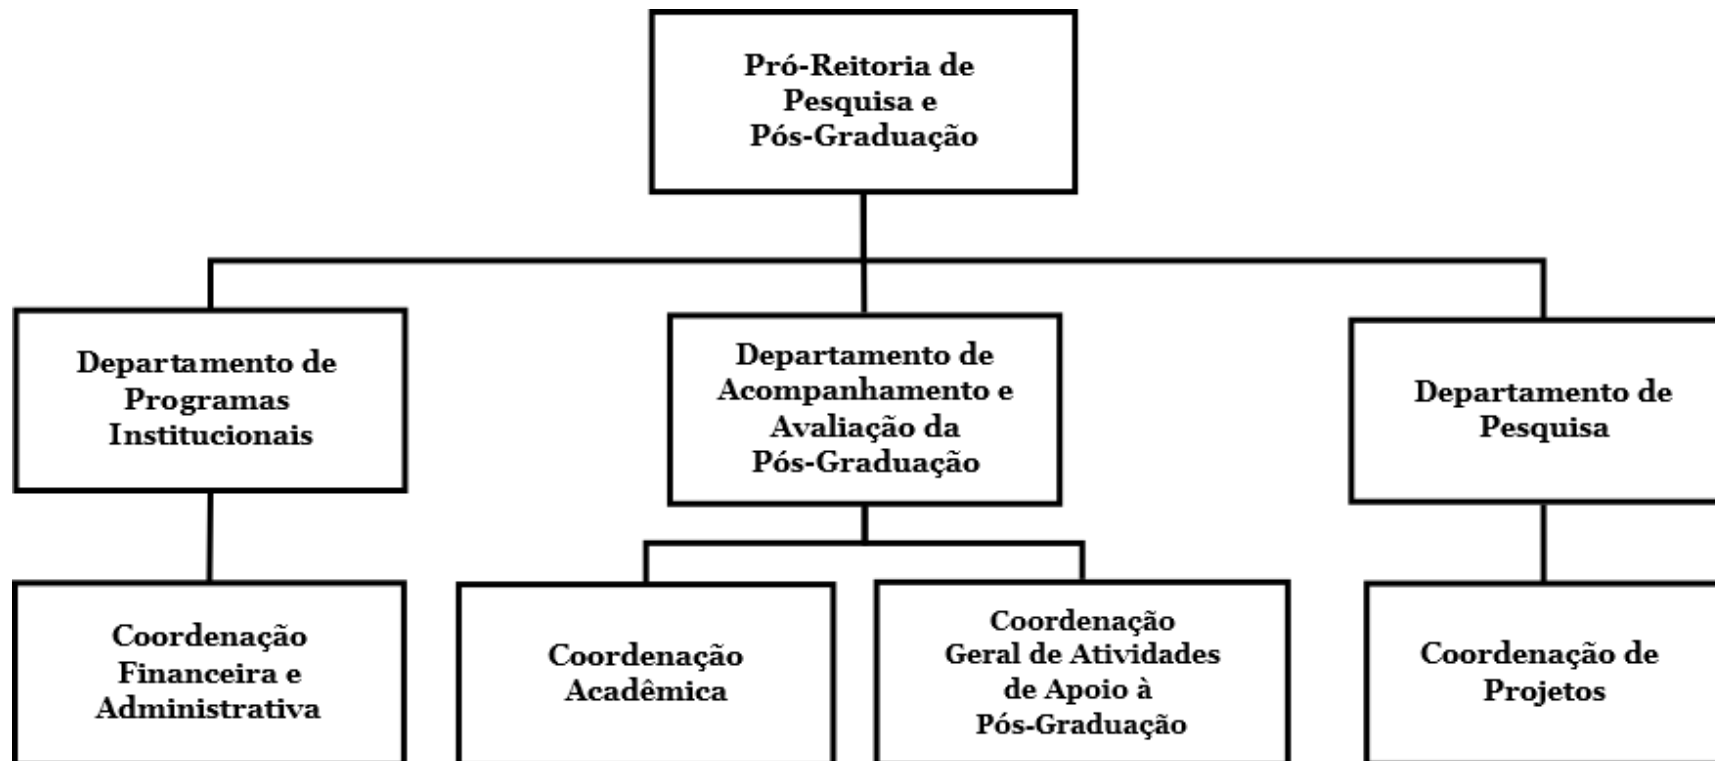 Pró-Reitoria de
Pesquisa e
Pós-Graduação
Departamento de
Programas
Institucionais
Departamento de
Acompanhamento e
Avaliação da
Pós-Graduação
Departamento de
Pesquisa
Coordenação
Financeira e
Administrativa
Coordenação
Acadêmica
Coordenação
Geral de Atividades
de Apoio à
Pós-Graduação
Coordenação de
Projetos